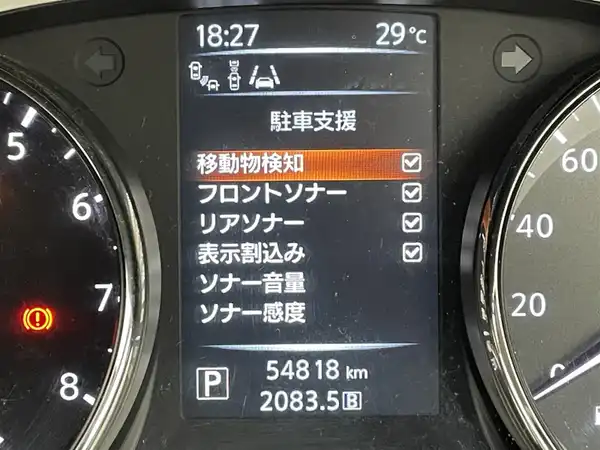 18:27 29°C
駐車支援
移動物検知
フロントソナー
リアソナー
表示割込み
ソナー音量
ソナー感度
P 54818 km
2083.5 B
5
6
7
8
60
40
20
0